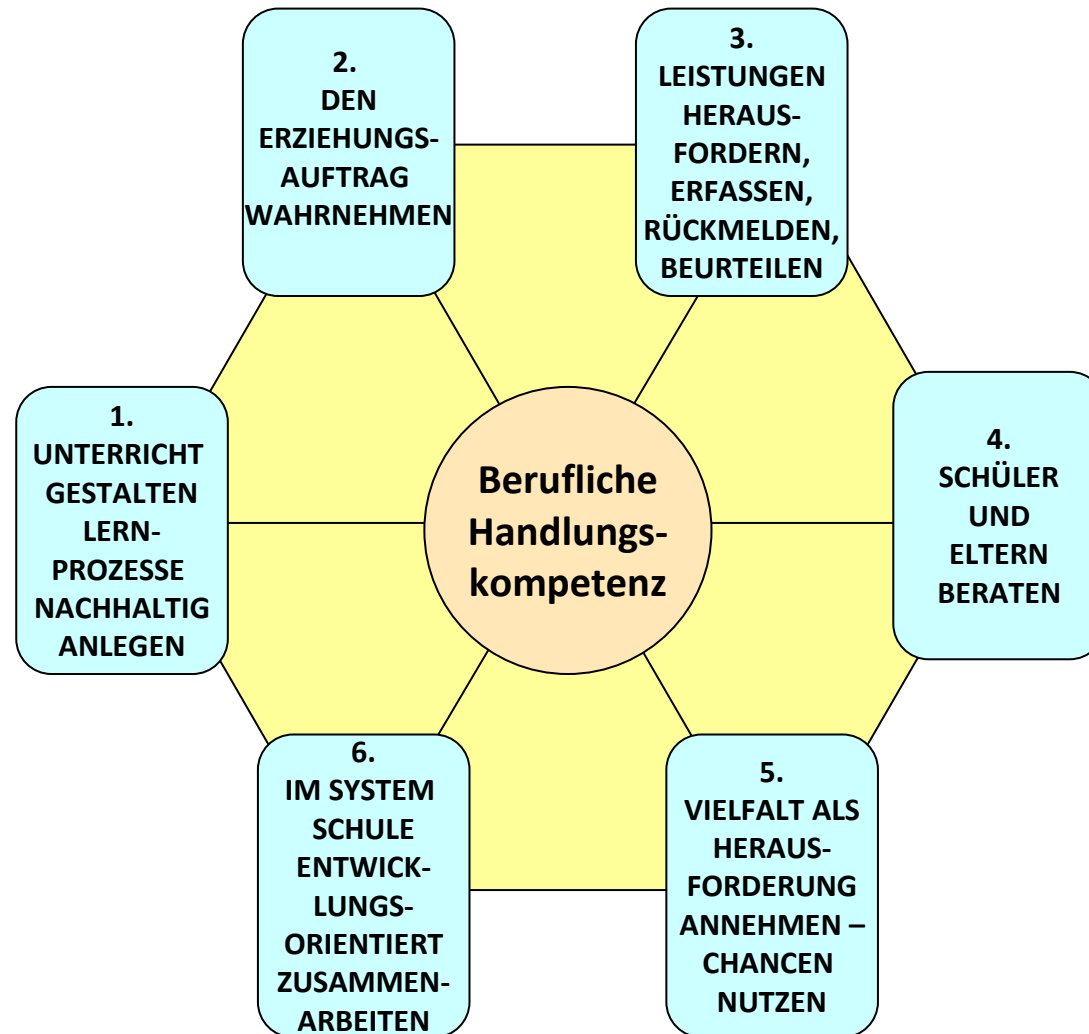 1.
UNTERRICHT
GESTALTEN
LERN-
PROZESSE
NACHHALTIG
ANLEGEN
2.
DEN
ERZIEHUNGS-
AUFTRAG
WAHRNEHMEN
3.
LEISTUNGEN
HERAUS-
FORDERN,
ERFASSEN,
RÜCKMELDEN,
BEURTEILEN
4.
SCHÜLER
UND
ELTERN
BERATEN
5.
VIELFALT ALS
HERAUS-
FORDERUNG
ANNEHMEN –
CHANCEN
NUTZEN
6.
IM SYSTEM
SCHULE
ENTWICK-
LUNGS-
ORIENTIERT
ZUSAMMEN-
ARBEITEN
Berufliche
Handlungs-
kompetenz